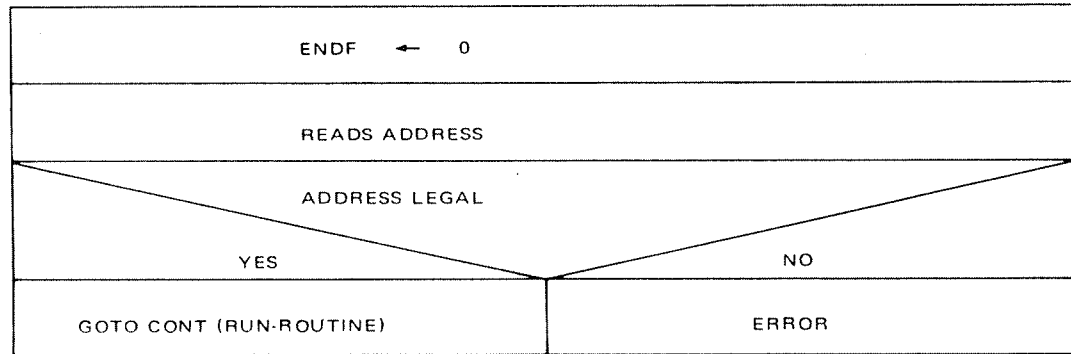 ENDF ← 0
READS ADDRESS
ADDRESS LEGAL
YES NO
GOTO CONT (RUN-ROUTINE) ERROR